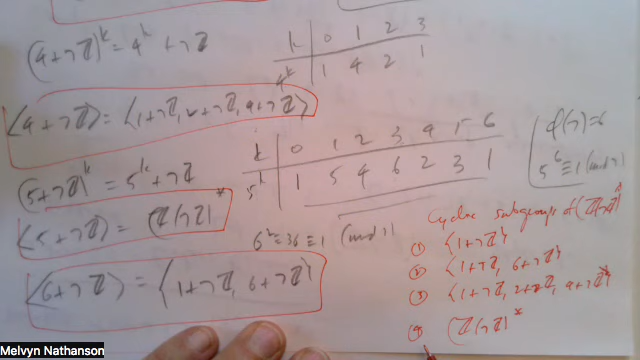 (4+7ℤ)^k = 4^k + 7ℤ
k 0 1 2 3
4^k 1 4 2 1
⟨4+7ℤ⟩ = {1+7ℤ, 2+7ℤ, 4+7ℤ}
(5+7ℤ)^k = 5^k + 7ℤ
k 0 1 2 3 4 5 6
5^k 1 5 4 6 2 3 1
φ(7)=6
5^6 ≡ 1 (mod 7)
⟨5+7ℤ⟩ = (ℤ/7ℤ)^*
6^2 = 36 ≡ 1 (mod 7)
⟨6+7ℤ⟩ = {1+7ℤ, 6+7ℤ}
Cyclic subgroups of (ℤ/7ℤ)^*
① {1+7ℤ}
② {1+7ℤ, 6+7ℤ}
③ {1+7ℤ, 2+7ℤ, 4+7ℤ}
④ (ℤ/7ℤ)^*
Melvyn Nathanson